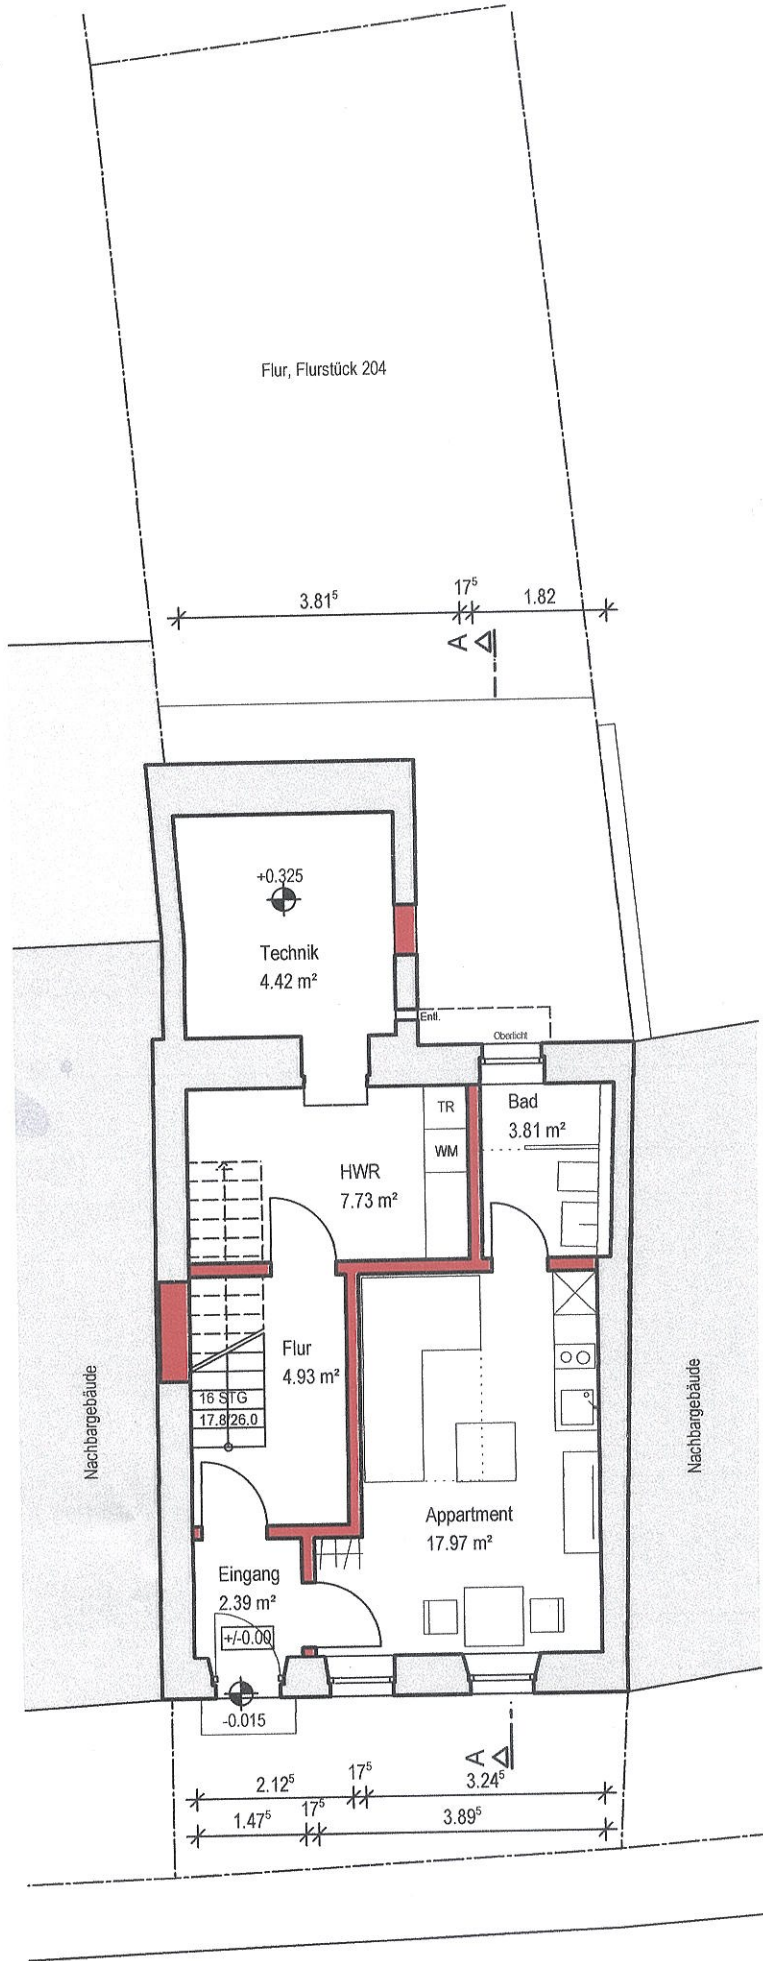 Flur, Flurstück 204
3.81⁵
17⁵
1.82
A
+0.325
Technik
4.42 m²
Entl.
Oberlicht
TR
WM
Bad
3.81 m²
HWR
7.73 m²
Flur
4.93 m²
16 STG
17.8/26.0
Nachbargebäude
Nachbargebäude
Appartment
17.97 m²
Eingang
2.39 m²
+/-0.00
-0.015
A
2.12⁵
17⁵
3.24⁵
1.47⁵
17⁵
3.89⁵